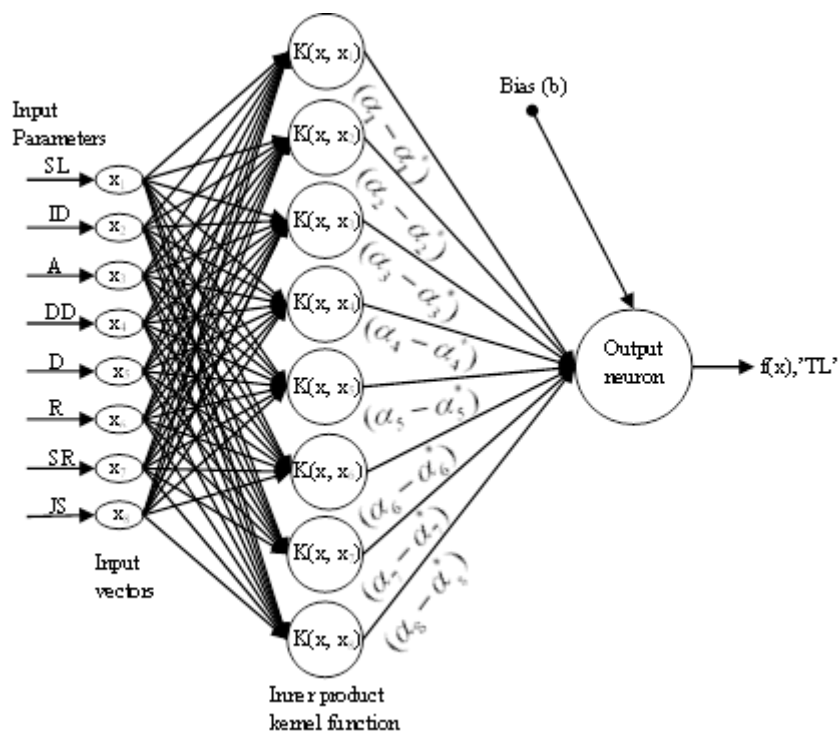 Input
Parameters
SL
ID
A
DD
D
R
SR
JS
x₁
x₂
x₃
x₄
x₅
x₆
x₇
x₈
Input
vectors
K(x, x₁)
K(x, x₂)
K(x, x₃)
K(x, x₄)
K(x, x₅)
K(x, x₆)
K(x, x₇)
K(x, x₈)
Inner product
kernel function
(α₁ − α₁*)
(α₂ − α₂*)
(α₃ − α₃*)
(α₄ − α₄*)
(α₅ − α₅*)
(α₆ − α₆*)
(α₇ − α₇*)
(α₈ − α₈*)
Bias (b)
Output
neuron
f(x),'TL'